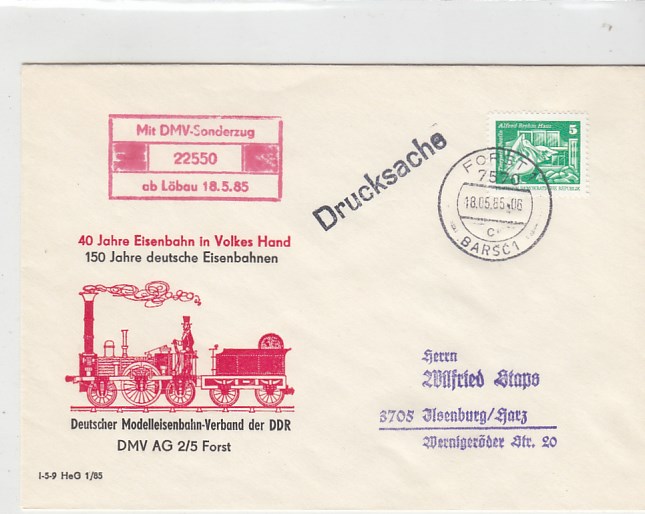 Mit DMV-Sonderzug
22550
ab Löbau 18.5.85
Drucksache
Alfred Brehm Haus
5
DEMOKRATISCHE REPUBLIK
FORST 1
7570
18.05.85-06
c
BARSC1
40 Jahre Eisenbahn in Volkes Hand
150 Jahre deutsche Eisenbahnen
Deutscher Modelleisenbahn-Verband der DDR
DMV AG 2/5 Forst
I-5-9 HeG 1/85
Herrn
Wilfried Staps
3705 Ilsenburg/Harz
Wernigeröder Str. 20